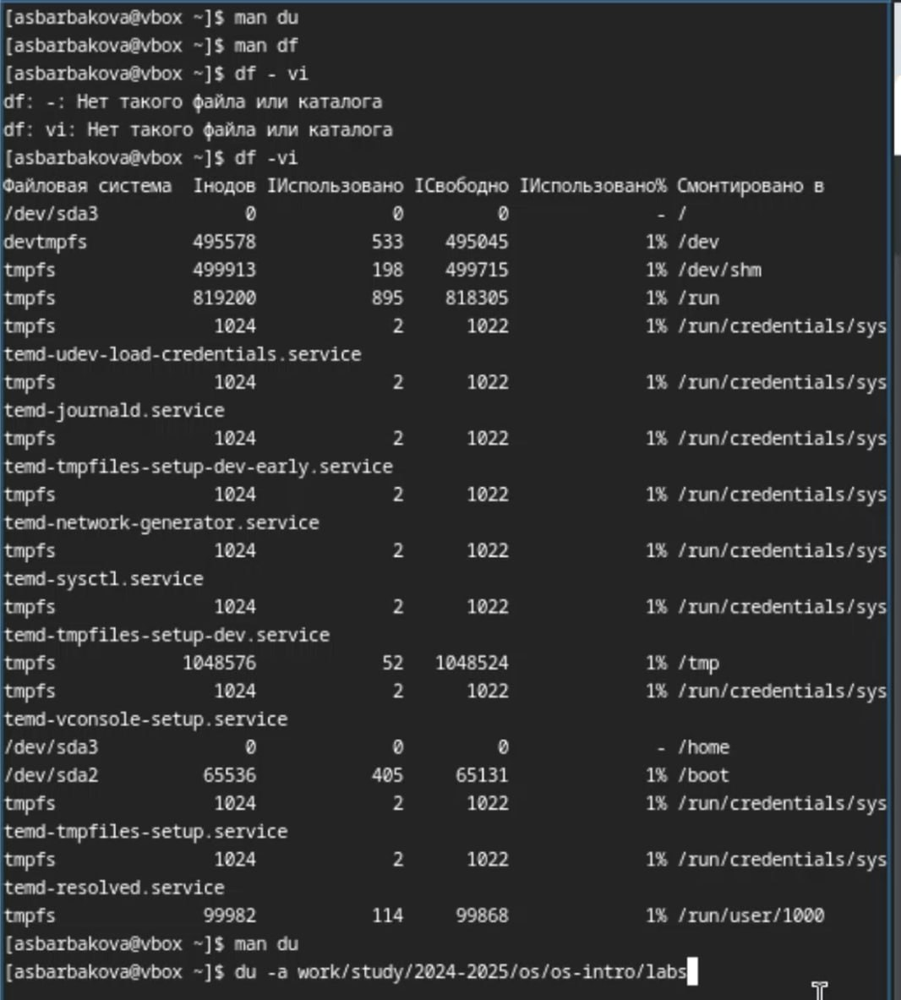 [asbarbakova@vbox ~]$ man du
[asbarbakova@vbox ~]$ man df
[asbarbakova@vbox ~]$ df - vi
df: -: Нет такого файла или каталога
df: vi: Нет такого файла или каталога
[asbarbakova@vbox ~]$ df -vi
Файловая система  Iнодов IИспользовано IСвободно IИспользовано% Смонтировано в
/dev/sda3              0             0         0              - /
devtmpfs          495578           533    495045             1% /dev
tmpfs             499913           198    499715             1% /dev/shm
tmpfs             819200           895    818305             1% /run
tmpfs               1024             2      1022             1% /run/credentials/sys
temd-udev-load-credentials.service
tmpfs               1024             2      1022             1% /run/credentials/sys
temd-journald.service
tmpfs               1024             2      1022             1% /run/credentials/sys
temd-tmpfiles-setup-dev-early.service
tmpfs               1024             2      1022             1% /run/credentials/sys
temd-network-generator.service
tmpfs               1024             2      1022             1% /run/credentials/sys
temd-sysctl.service
tmpfs               1024             2      1022             1% /run/credentials/sys
temd-tmpfiles-setup-dev.service
tmpfs            1048576            52   1048524             1% /tmp
tmpfs               1024             2      1022             1% /run/credentials/sys
temd-vconsole-setup.service
/dev/sda3              0             0         0              - /home
/dev/sda2          65536           405     65131             1% /boot
tmpfs               1024             2      1022             1% /run/credentials/sys
temd-tmpfiles-setup.service
tmpfs               1024             2      1022             1% /run/credentials/sys
temd-resolved.service
tmpfs              99982           114     99868             1% /run/user/1000
[asbarbakova@vbox ~]$ man du
[asbarbakova@vbox ~]$ du -a work/study/2024-2025/os/os-intro/labs